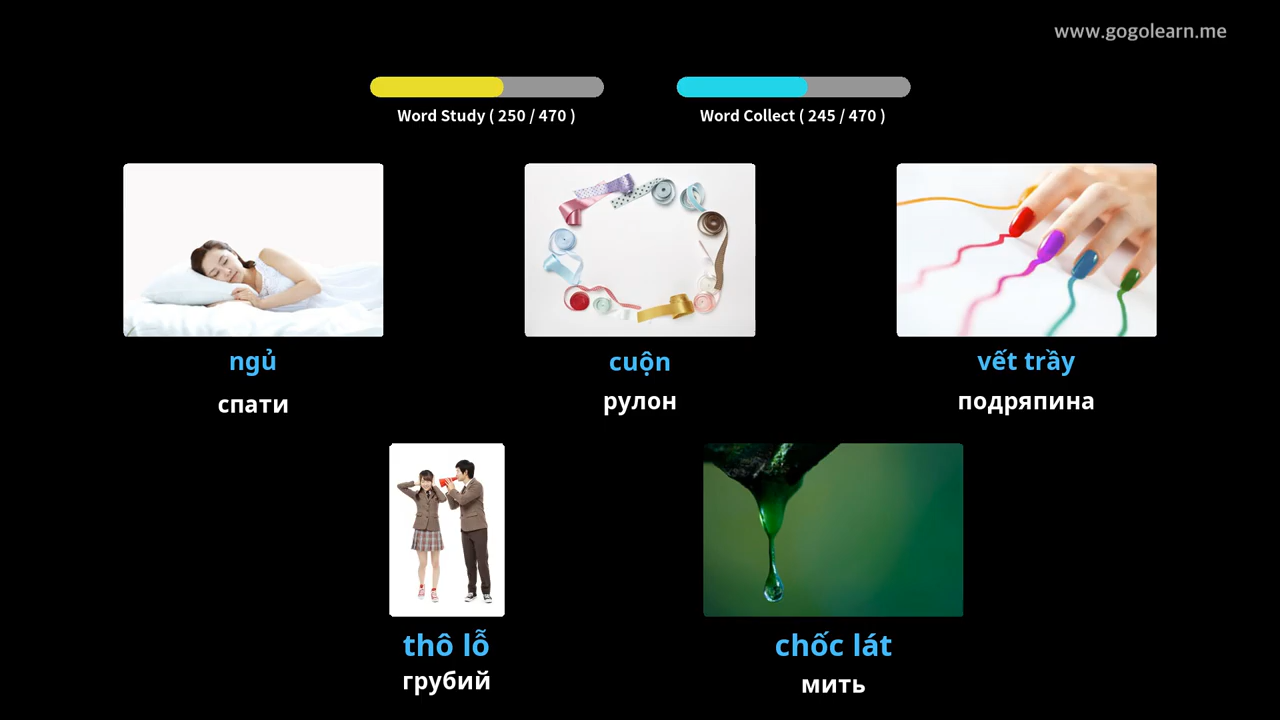 www.gogolearn.me
Word Study ( 250 / 470 )
Word Collect ( 245 / 470 )
ngủ
спати
cuộn
рулон
vết trầy
подряпина
thô lỗ
грубий
chốc lát
мить